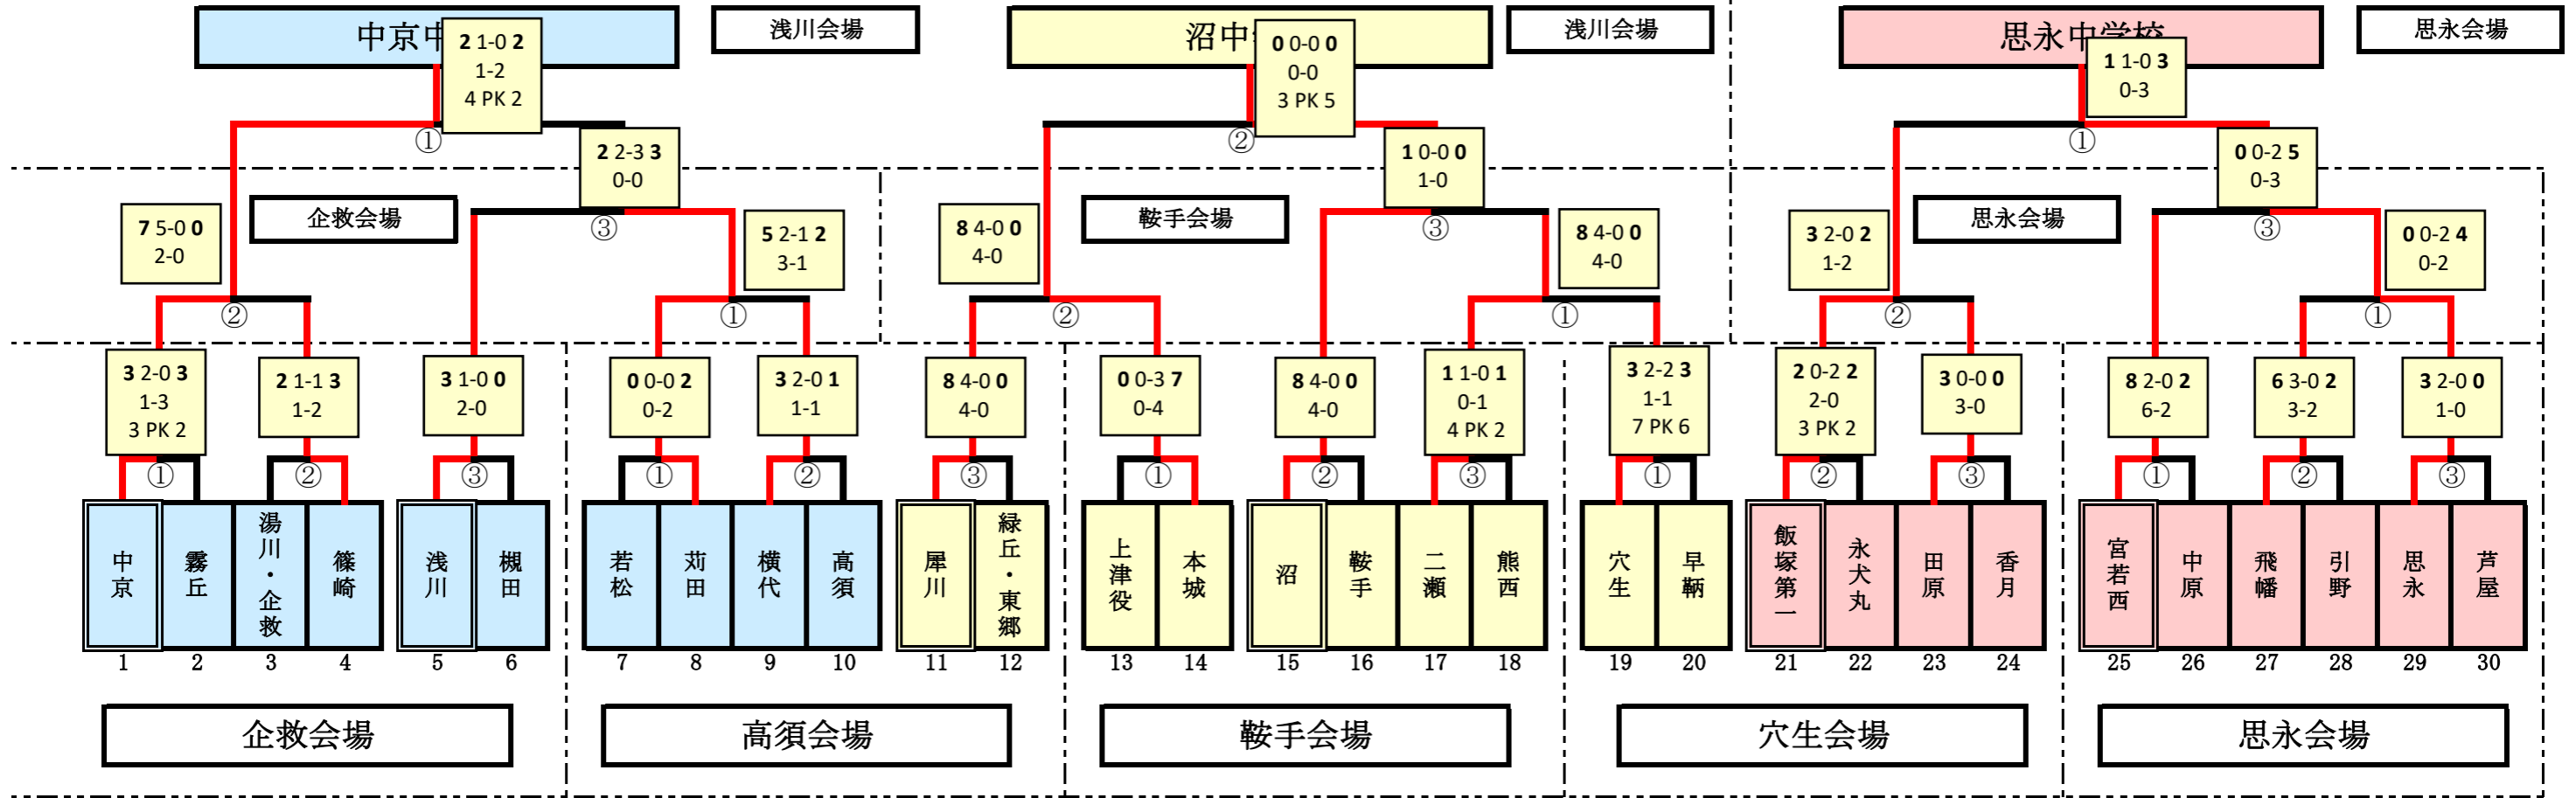 中京中
浅川会場
沼中
浅川会場
思永中学校
思永会場
2 1-0 2
1-2
4 PK 2
0 0-0 0
0-0
3 PK 5
1 1-0 3
0-3
①
②
①
2 2-3 3
0-0
1 0-0 0
1-0
0 0-2 5
0-3
7 5-0 0
2-0
企救会場
③
5 2-1 2
3-1
8 4-0 0
4-0
鞍手会場
③
8 4-0 0
4-0
3 2-0 2
1-2
思永会場
③
0 0-2 4
0-2
②
①
②
①
②
①
3 2-0 3
1-3
3 PK 2
2 1-1 3
1-2
3 1-0 0
2-0
0 0-0 2
0-2
3 2-0 1
1-1
8 4-0 0
4-0
0 0-3 7
0-4
8 4-0 0
4-0
1 1-0 1
0-1
4 PK 2
3 2-2 3
1-1
7 PK 6
2 0-2 2
2-0
3 PK 2
3 0-0 0
3-0
8 2-0 2
6-2
6 3-0 2
3-2
3 2-0 0
1-0
①
②
③
①
②
③
①
②
③
①
②
③
①
②
③
中京
霧丘
湯川・企救
篠崎
浅川
槻田
若松
苅田
横代
高須
犀川
緑丘・東郷
上津役
本城
沼
鞍手
二瀬
熊西
穴生
早鞆
飯塚第一
永犬丸
田原
香月
宮若西
中原
飛幡
引野
思永
芦屋
1
2
3
4
5
6
7
8
9
10
11
12
13
14
15
16
17
18
19
20
21
22
23
24
25
26
27
28
29
30
企救会場
高須会場
鞍手会場
穴生会場
思永会場